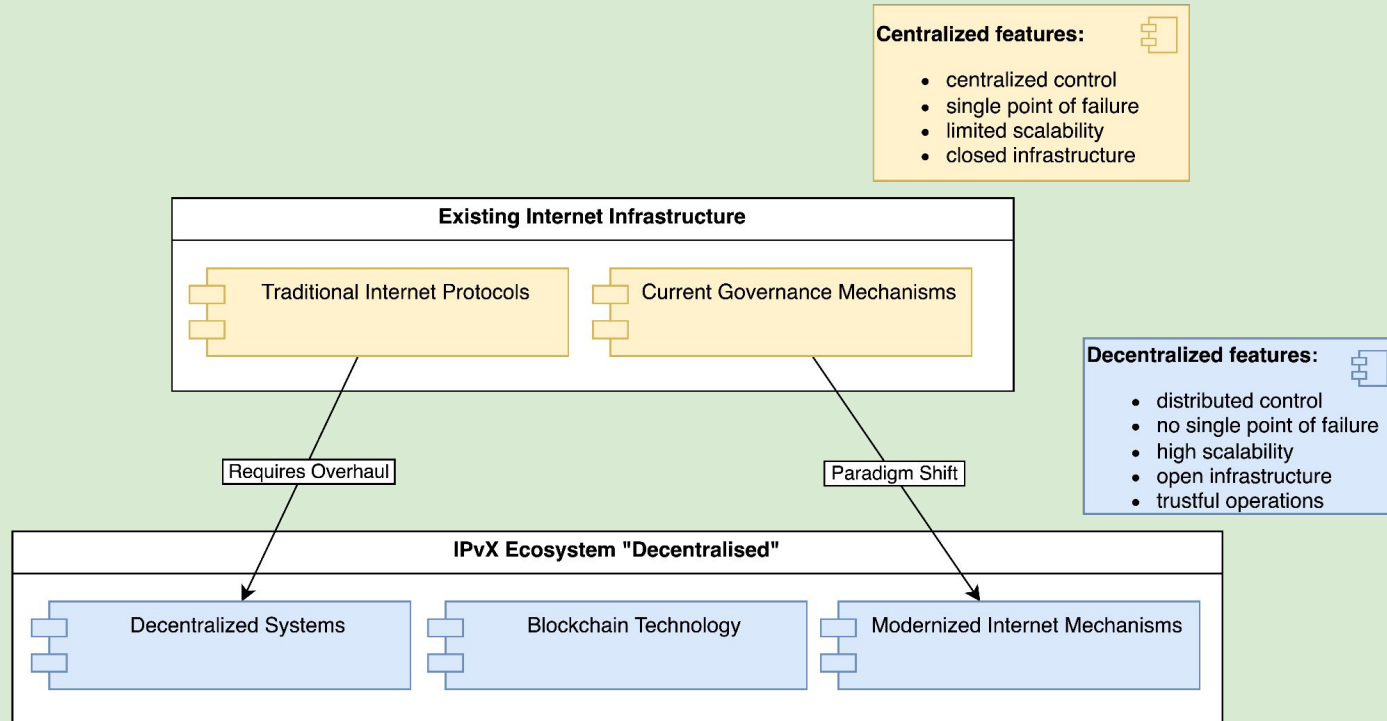 Centralized features:
• centralized control
• single point of failure
• limited scalability
• closed infrastructure
Existing Internet Infrastructure
Traditional Internet Protocols
Current Governance Mechanisms
Decentralized features:
• distributed control
• no single point of failure
• high scalability
• open infrastructure
• trustful operations
Requires Overhaul
Paradigm Shift
IPvX Ecosystem "Decentralised"
Decentralized Systems
Blockchain Technology
Modernized Internet Mechanisms